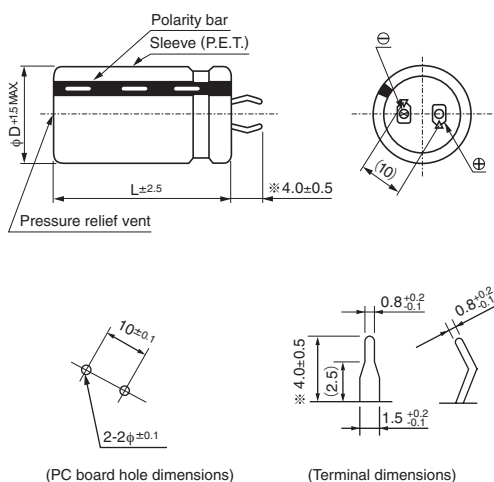 Polarity bar
Sleeve (P.E.T.)
⊖
φD+1.5 MAX.
(10)
⊕
L±2.5
※4.0±0.5
Pressure relief vent
10±0.1
2-2φ±0.1
(PC board hole dimensions)
0.8 +0.2 -0.1
0.8 +0.2 -0.1
※4.0±0.5
(2.5)
1.5 +0.2 -0.1
(Terminal dimensions)